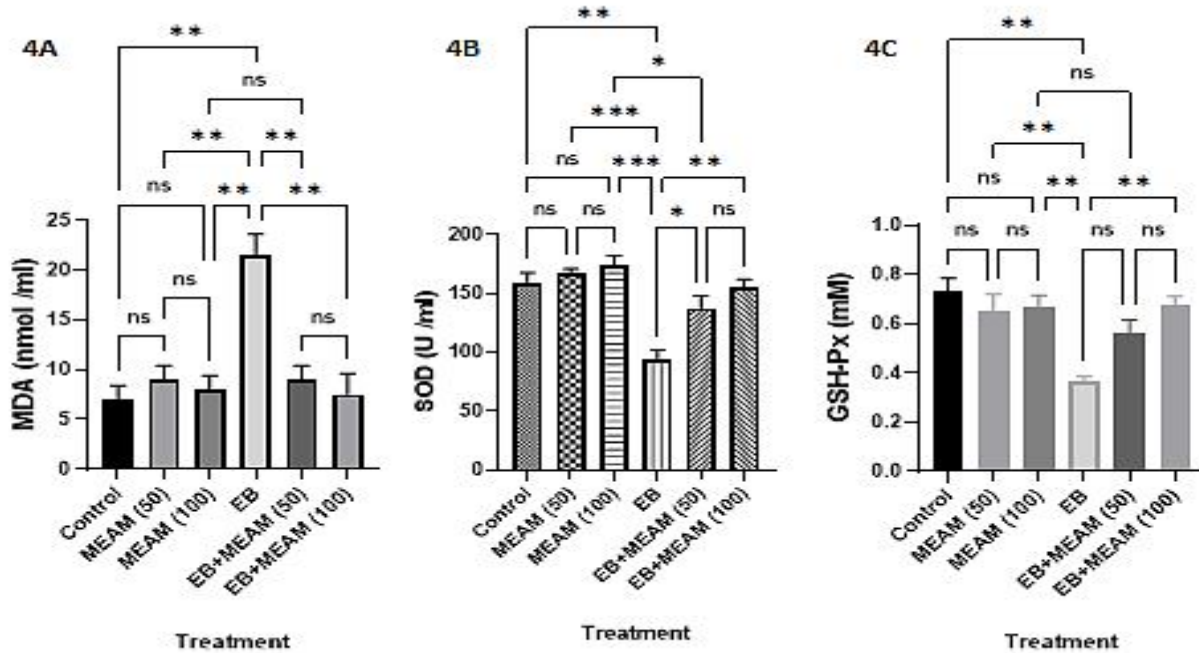 4A
**
ns
** **
ns ** **
ns
ns ns
MDA (nmol /ml)
25
20
15
10
5
0
Control
MEAM (50)
MEAM (100)
EB
EB+MEAM (50)
EB+MEAM (100)
Treatment
4B
**
*
***
ns *** **
ns ns * ns
SOD (U /ml)
200
150
100
50
0
Control
MEAM (50)
MEAM (100)
EB
EB+MEAM (50)
EB+MEAM (100)
Treatment
4C
**
ns
**
ns ** **
ns ns ns ns
GSH-Px (mM)
1.0
0.8
0.6
0.4
0.2
0.0
Control
MEAM (50)
MEAM (100)
EB
EB+MEAM (50)
EB+MEAM (100)
Treatment